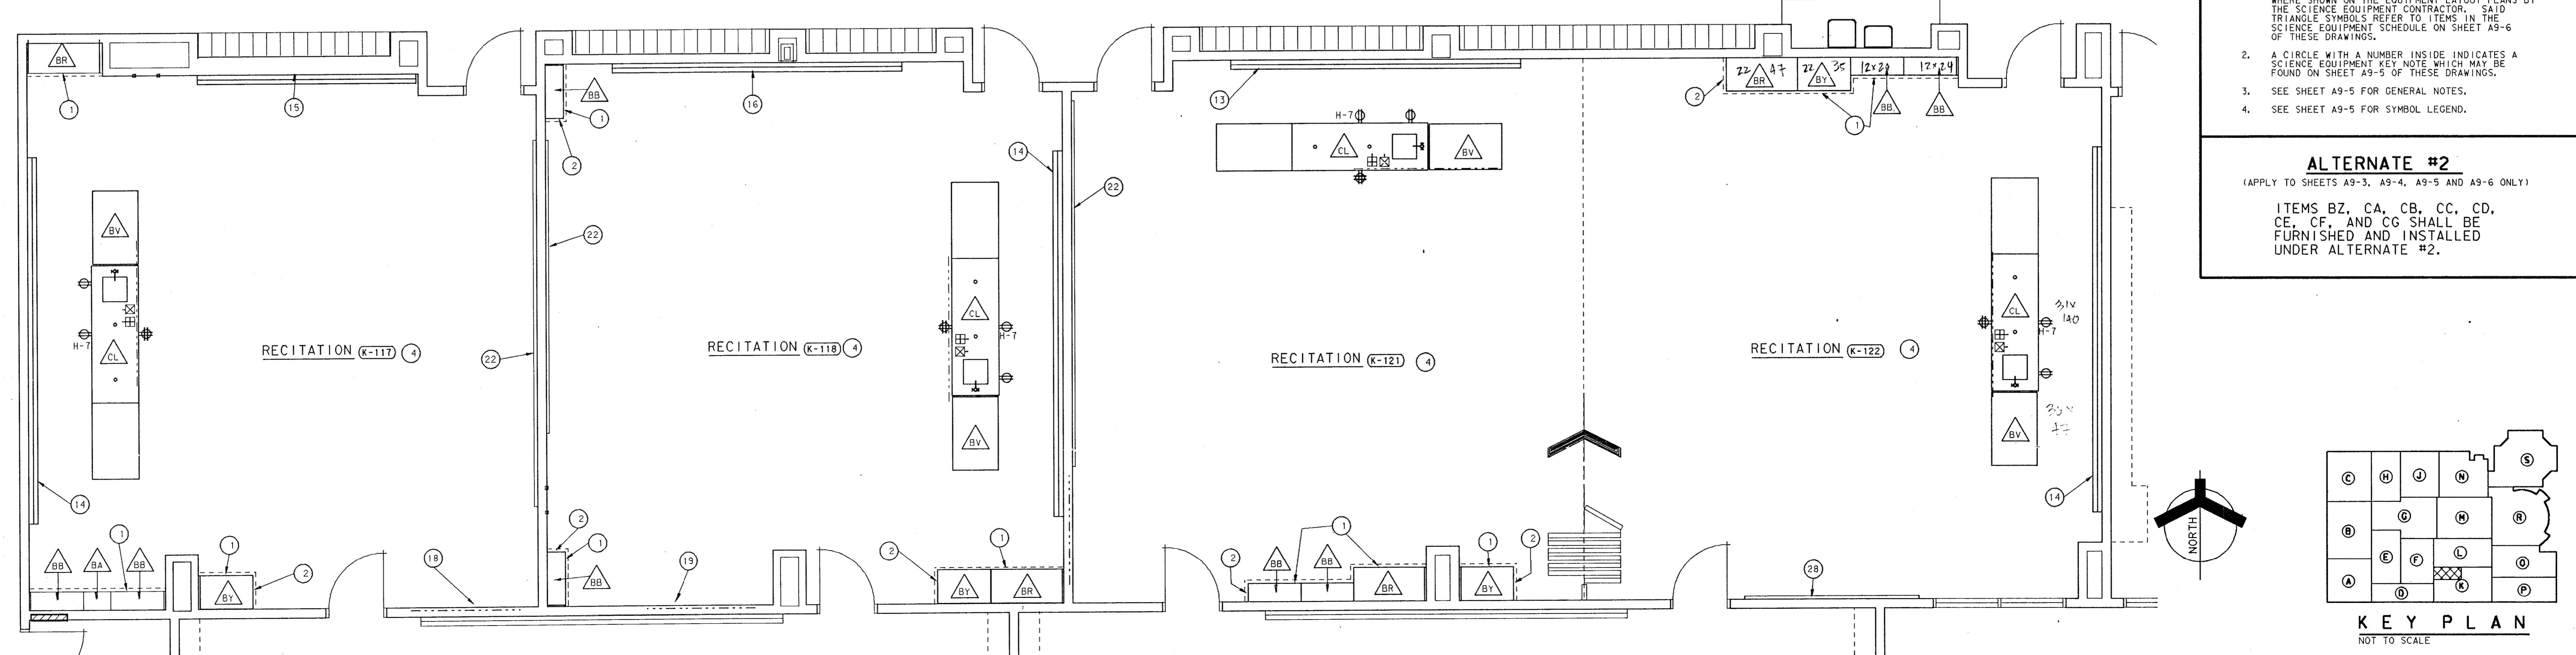 WHERE SHOWN ON THE EQUIPMENT LAYOUT PLANS BY
THE SCIENCE EQUIPMENT CONTRACTOR. SAID
TRIANGLE SYMBOLS REFER TO ITEMS IN THE
SCIENCE EQUIPMENT SCHEDULE ON SHEET A9-6
OF THESE DRAWINGS.
2. A CIRCLE WITH A NUMBER INSIDE INDICATES A
SCIENCE EQUIPMENT KEY NOTE WHICH MAY BE
FOUND ON SHEET A9-5 OF THESE DRAWINGS.
3. SEE SHEET A9-5 FOR GENERAL NOTES.
4. SEE SHEET A9-5 FOR SYMBOL LEGEND.
ALTERNATE #2
(APPLY TO SHEETS A9-3, A9-4, A9-5 AND A9-6 ONLY)
ITEMS BZ, CA, CB, CC, CD,
CE, CF, AND CG SHALL BE
FURNISHED AND INSTALLED
UNDER ALTERNATE #2.
BR
1
15
BV
H-7
CL
RECITATION K-117 4
22
14
BB BA BB
1
1
2
BY
18
BB
1
2
16
22
14
RECITATION K-118 4
CL
H-7
BV
2
1
BB
19
2
1
BY BR
22
13
H-7
CL
BV
RECITATION K-121 4
2
BB BB
1
BR
1
2
BY
2
22 47
BR
22 35
BY
12x24
12x24
BB
BB
1
RECITATION K-122 4
CL
H-7
31x
140
BV
35x
47
14
28
NORTH
C H J N S
B G M R
E F L O
A D K P
KEY PLAN
NOT TO SCALE